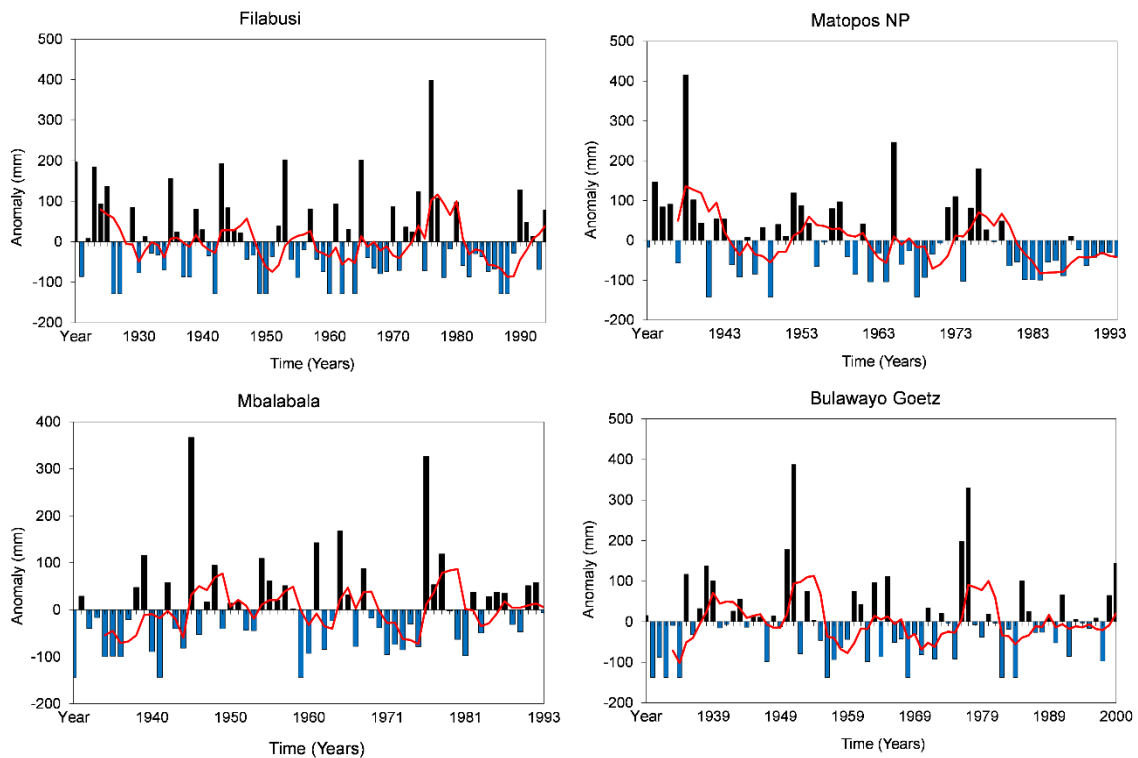 Filabusi
500
400
300
200
100
0
-100
-200
Anomaly (mm)
Year 1930 1940 1950 1960 1970 1980 1990
Time (Years)
Matopos NP
500
400
300
200
100
0
-100
-200
Anomaly (mm)
Year 1943 1953 1963 1973 1983 1993
Time (Years)
Mbalabala
400
300
200
100
0
-100
-200
Anomaly (mm)
Year 1940 1950 1960 1971 1981 1993
Time (Years)
Bulawayo Goetz
500
400
300
200
100
0
-100
-200
Anomaly (mm)
Year 1939 1949 1959 1969 1979 1989 2000
Time (Years)